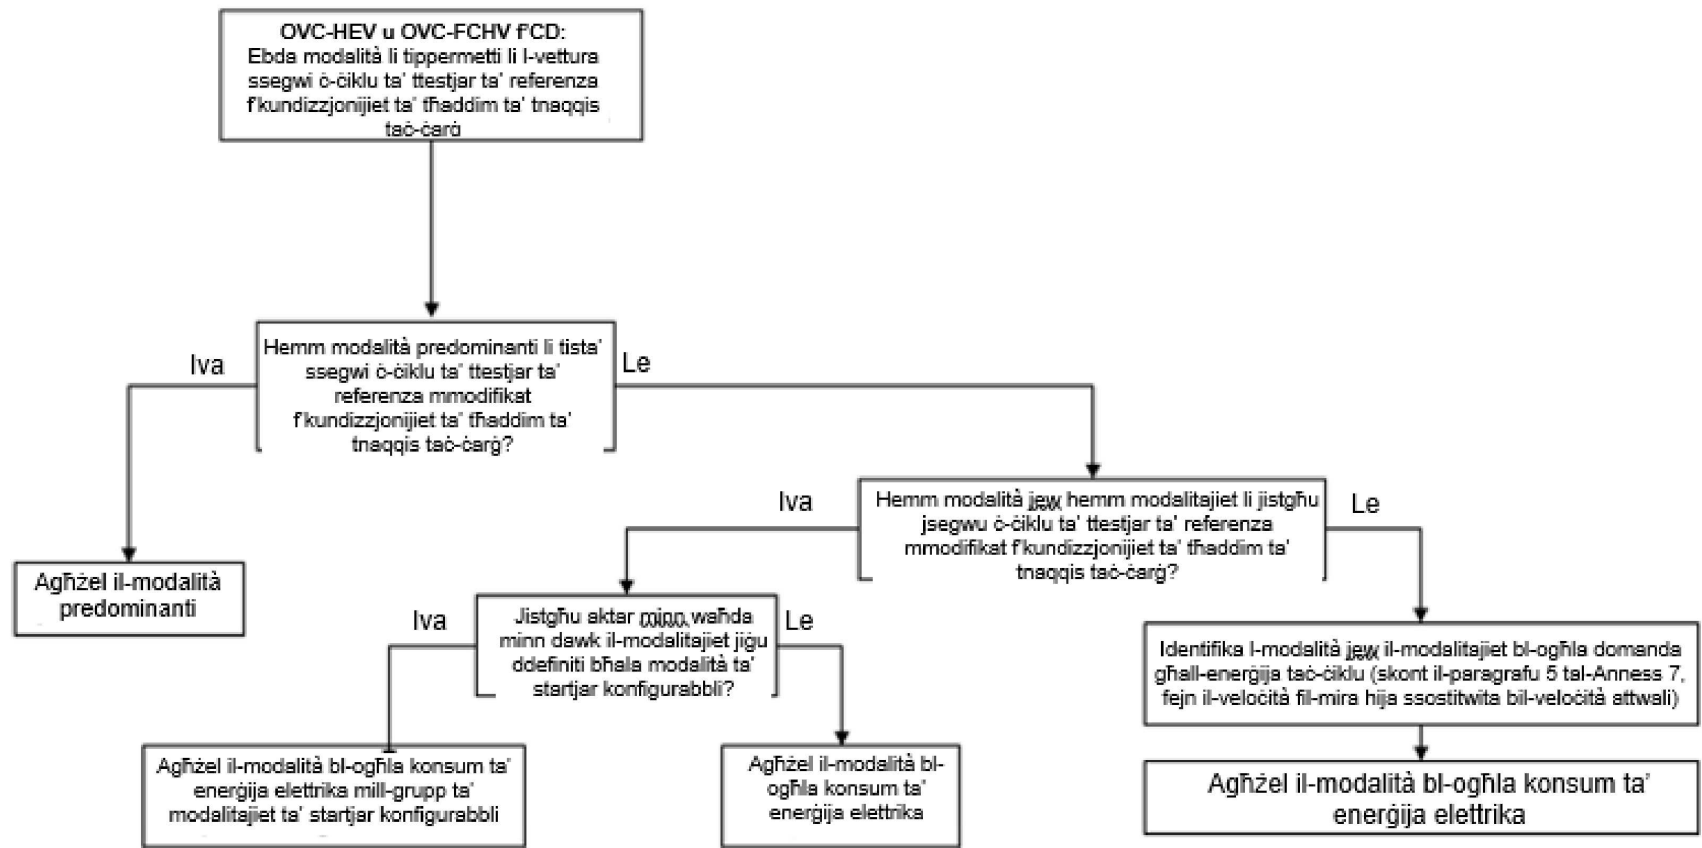 OVC-HEV u OVC-FCHV f'CD:
Ebda modalità li tippermetti li l-vettura
ssegwi ċ-ċiklu ta' ttestjar ta' referenza
f'kundizzjonijiet ta' tħaddim ta' tnaqqis
taċ-ċarġ
Iva
Hemm modalità predominanti li tista'
ssegwi ċ-ċiklu ta' ttestjar ta'
referenza mmodifikat
f'kundizzjonijiet ta' tħaddim ta'
tnaqqis taċ-ċarġ?
Le
Agħżel il-modalità
predominanti
Iva
Hemm modalità jew hemm modalitajiet li jistgħu
jsegwu ċ-ċiklu ta' ttestjar ta' referenza
mmodifikat f'kundizzjonijiet ta' tħaddim ta'
tnaqqis taċ-ċarġ?
Le
Iva
Jistgħu aktar minn waħda
minn dawk il-modalitajiet jiġu
ddefiniti bħala modalità ta'
startjar konfigurabbli?
Le
Identifika l-modalità jew il-modalitajiet bl-ogħla domanda
għall-enerġija taċ-ċiklu (skont il-paragrafu 5 tal-Anness 7,
fejn il-veloċità fil-mira hija ssostitwita bil-veloċità attwali)
Agħżel il-modalità bl-ogħla konsum ta'
enerġija elettrika mill-grupp ta'
modalitajiet ta' startjar konfigurabbli
Agħżel il-modalità bl-
ogħla konsum ta'
enerġija elettrika
Agħżel il-modalità bl-ogħla konsum ta'
enerġija elettrika